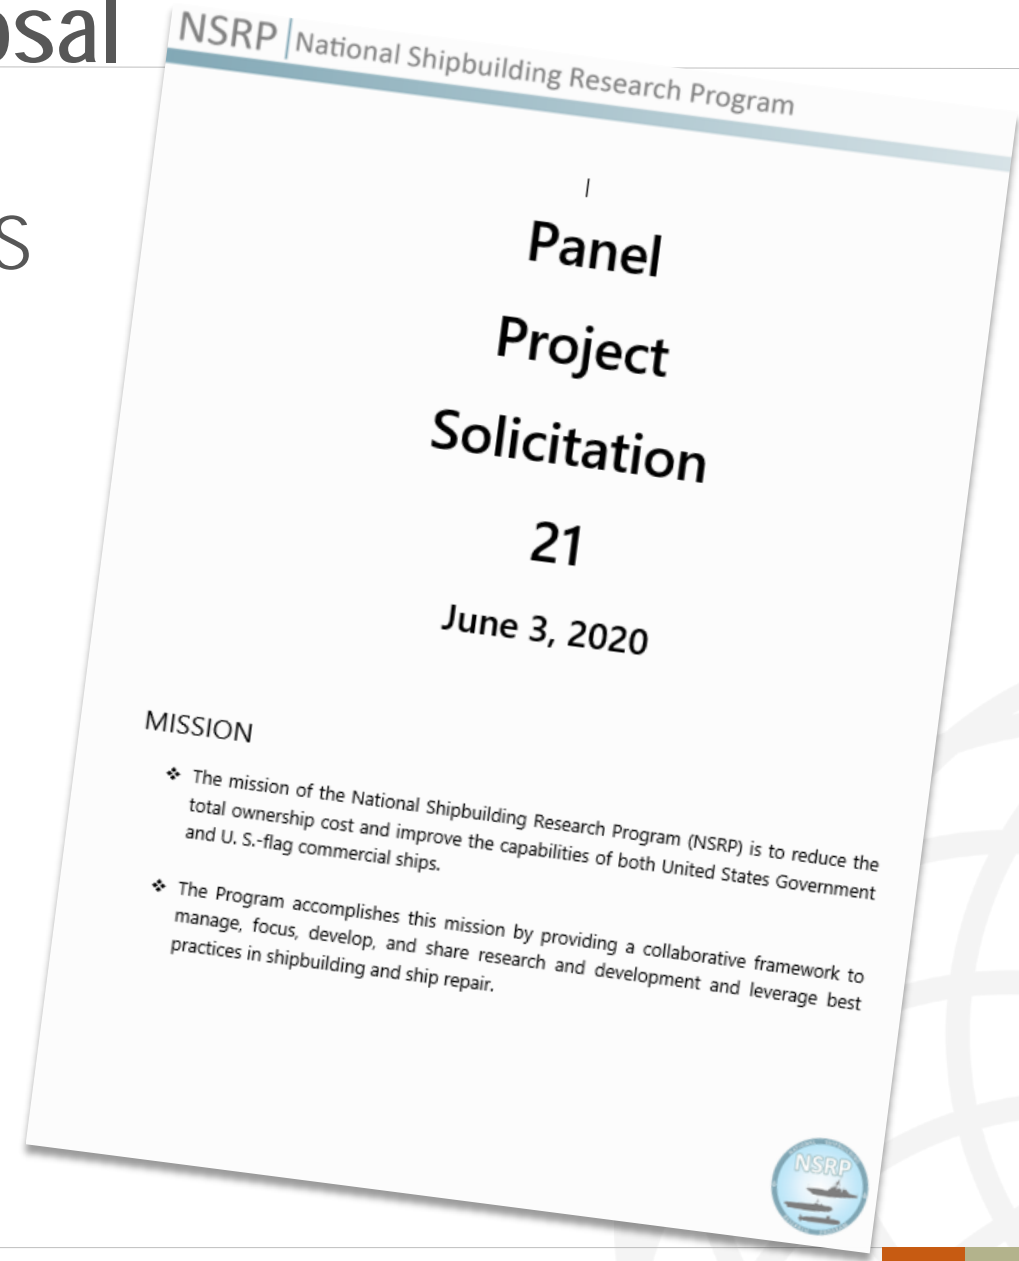 osal
s
NSRP | National Shipbuilding Research Program
Panel
Project
Solicitation
21
June 3, 2020
MISSION
❖ The mission of the National Shipbuilding Research Program (NSRP) is to reduce the
total ownership cost and improve the capabilities of both United States Government
and U. S.-flag commercial ships.
❖ The Program accomplishes this mission by providing a collaborative framework to
manage, focus, develop, and share research and development and leverage best
practices in shipbuilding and ship repair.
NSRP